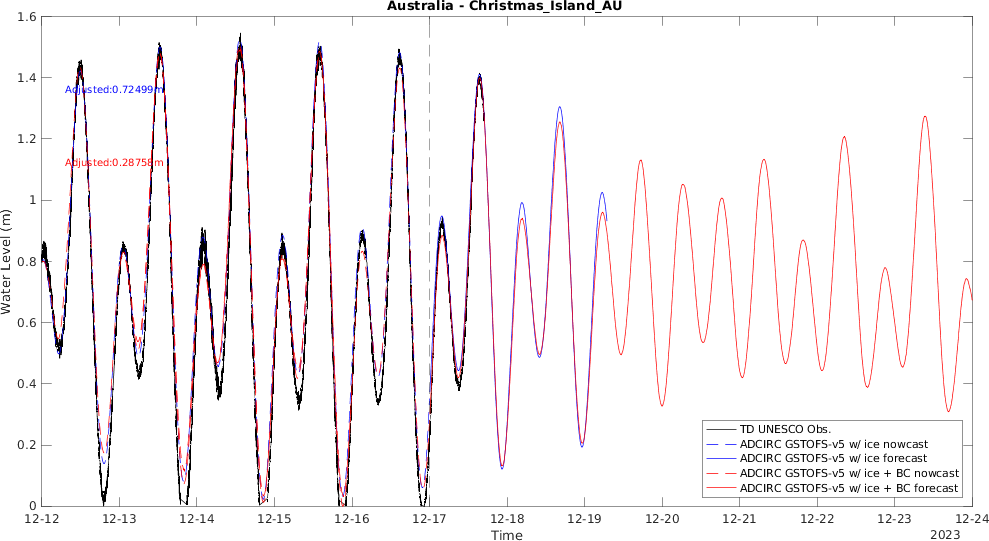 Australia - Christmas_Island_AU
1.6
1.4
1.2
1
0.8
0.6
0.4
0.2
0
Water Level (m)
Adjusted:0.72499m
Adjusted:0.28758m
TD UNESCO Obs.
ADCIRC GSTOFS-v5 w/ ice nowcast
ADCIRC GSTOFS-v5 w/ ice forecast
ADCIRC GSTOFS-v5 w/ ice + BC nowcast
ADCIRC GSTOFS-v5 w/ ice + BC forecast
12-12 12-13 12-14 12-15 12-16 12-17 12-18 12-19 12-20 12-21 12-22 12-23 12-24
Time
2023